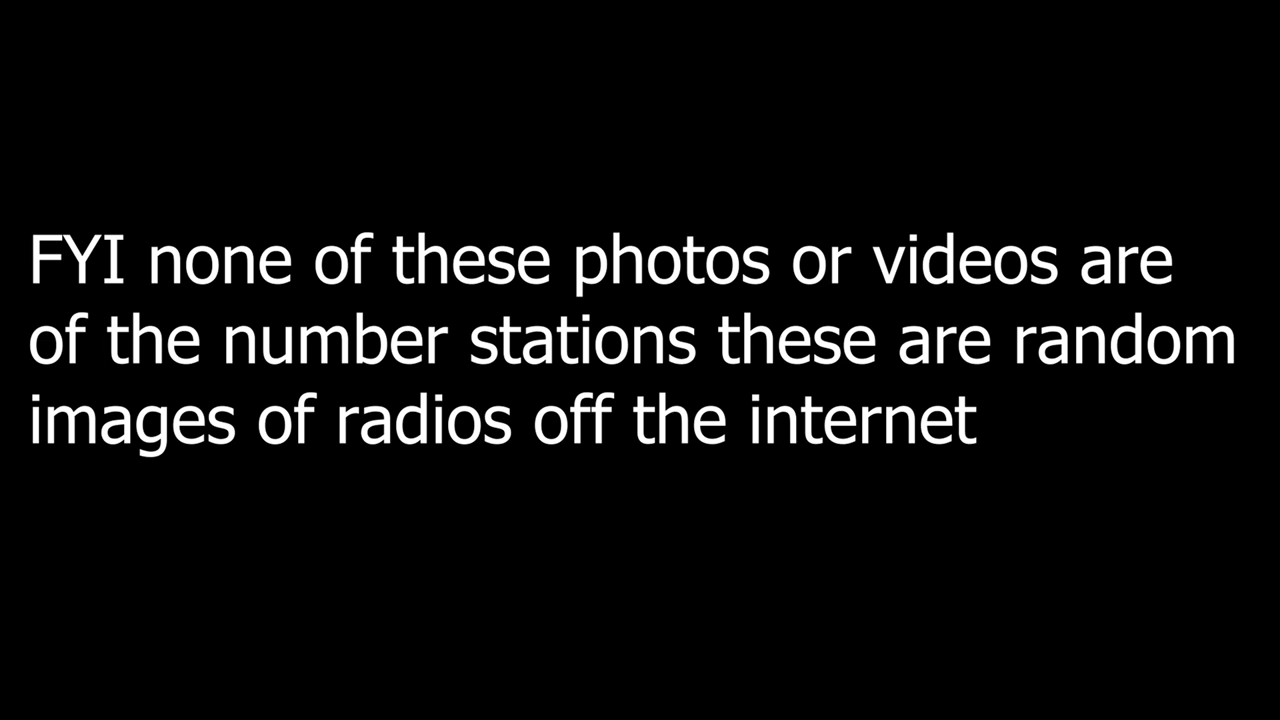 FYI none of these photos or videos are
of the number stations these are random
images of radios off the internet